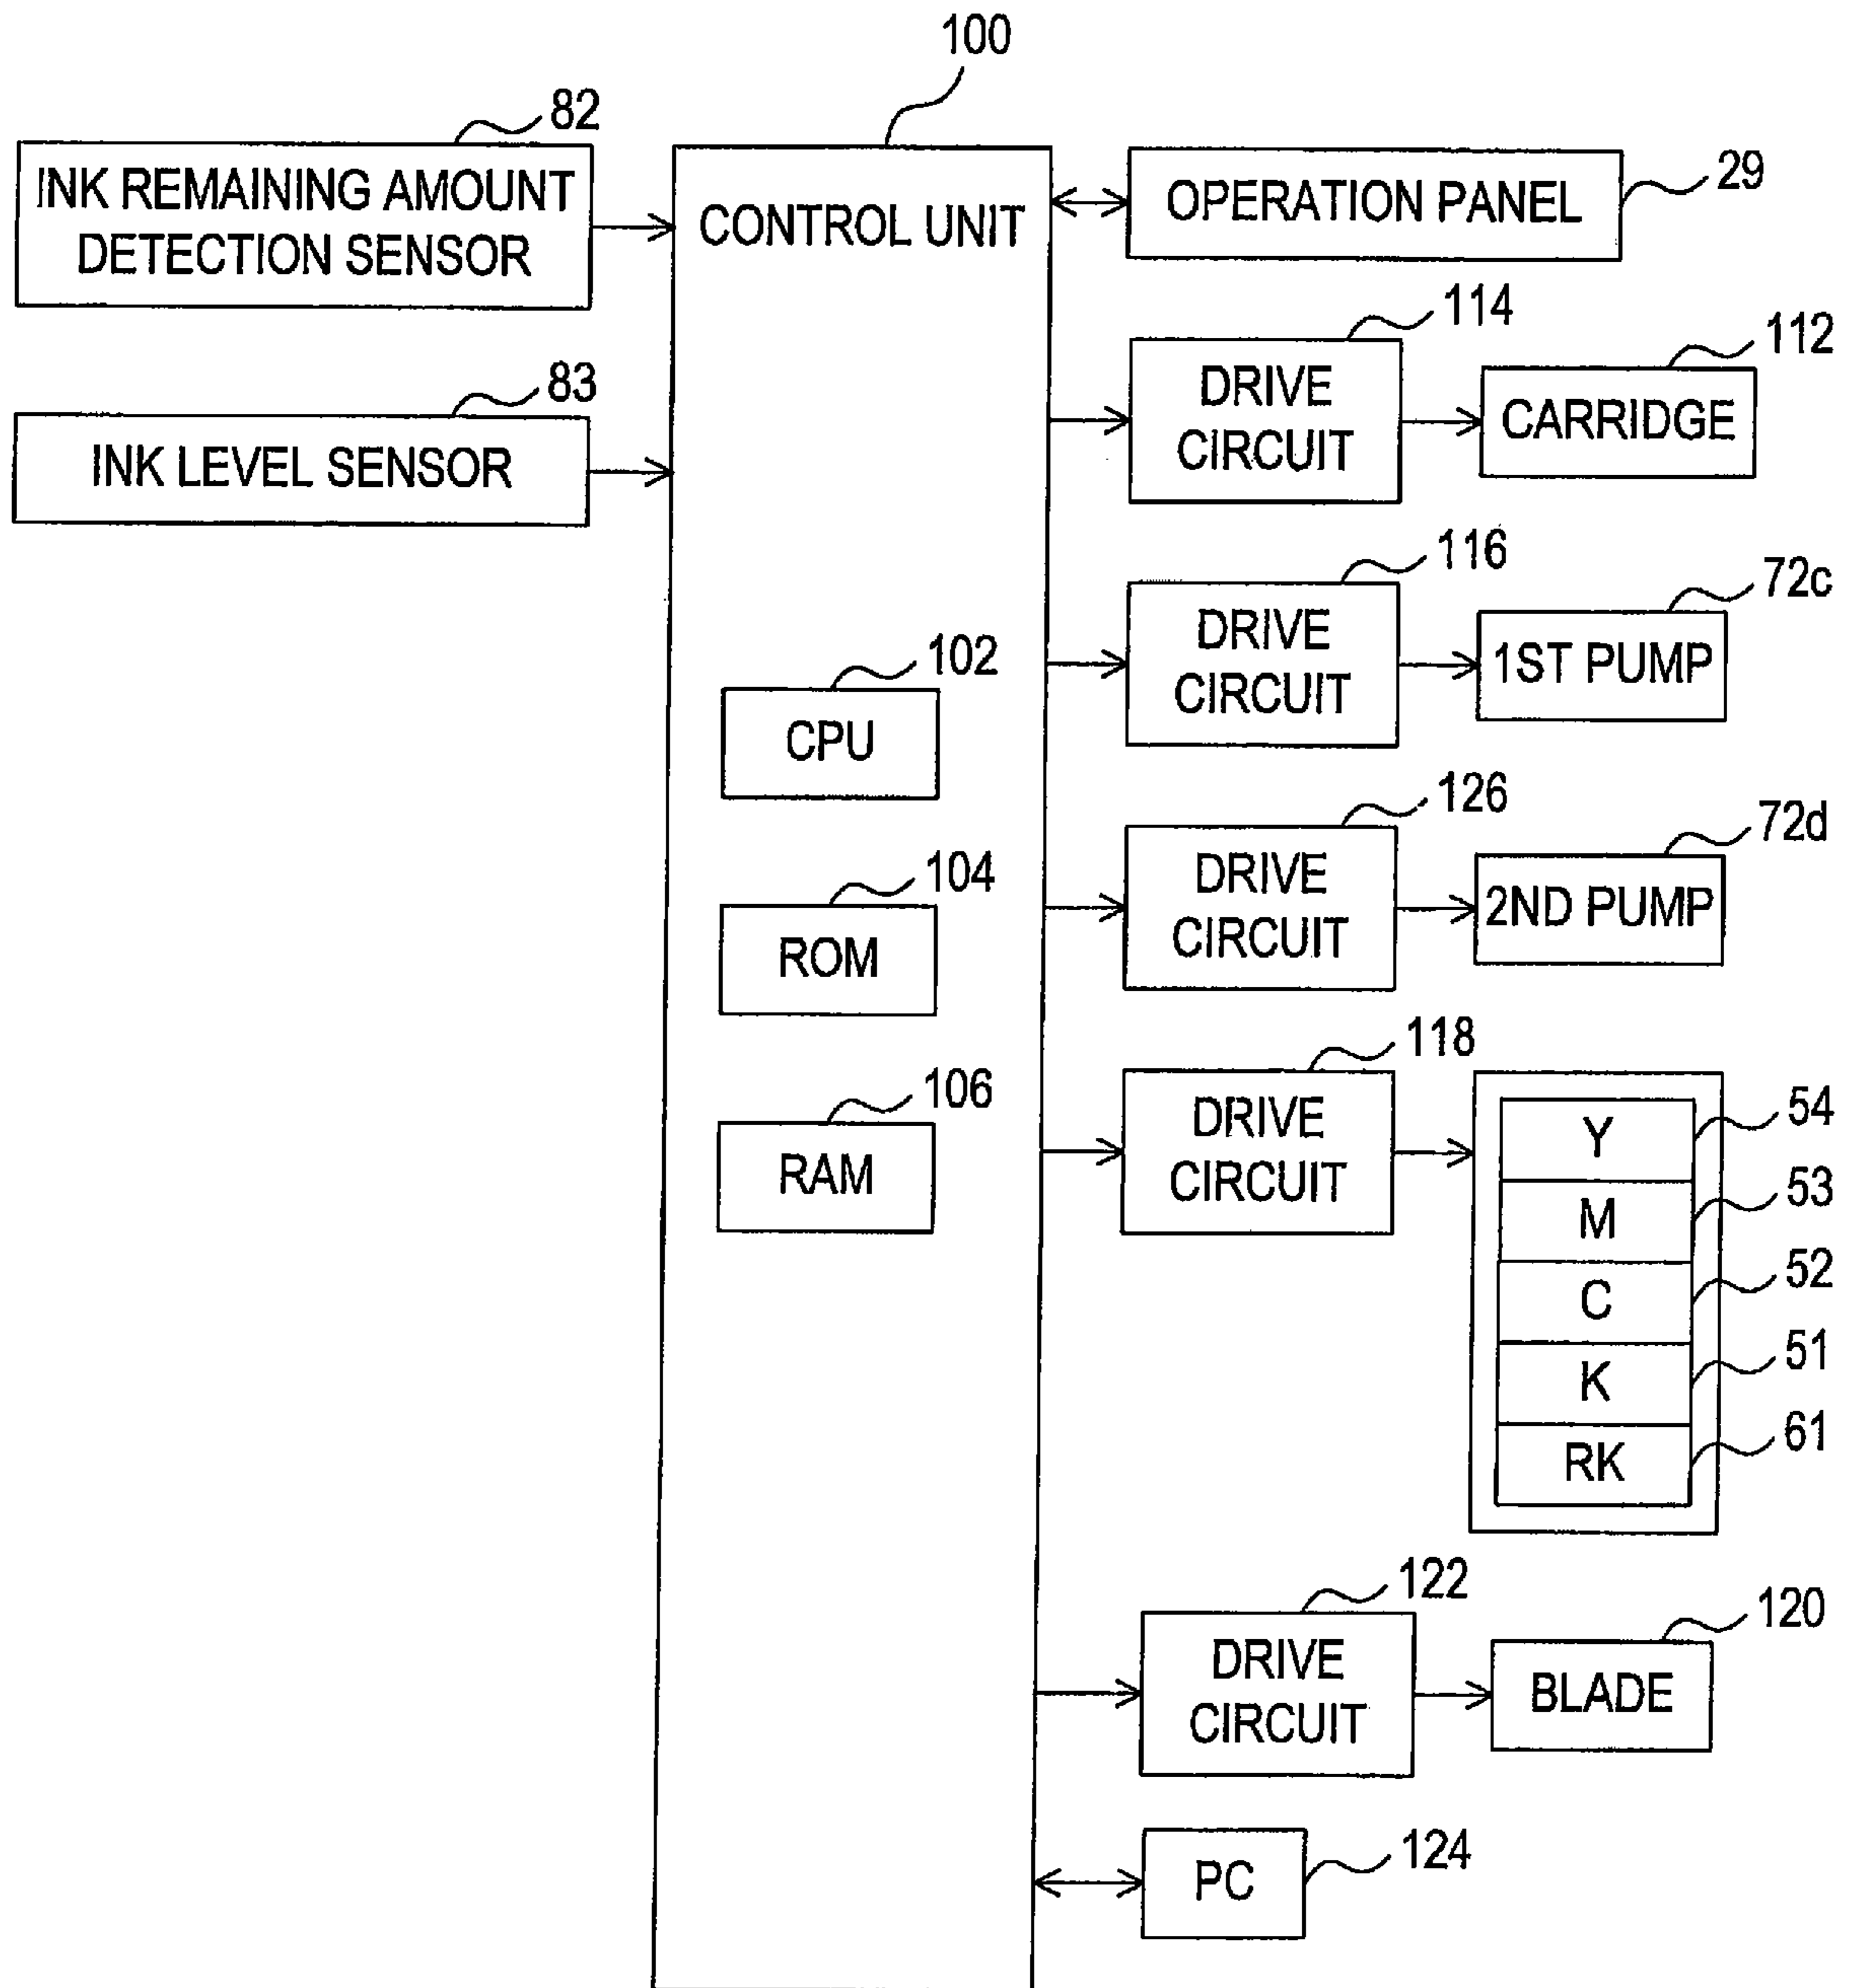 100
82
INK REMAINING AMOUNT
DETECTION SENSOR
CONTROL UNIT
OPERATION PANEL
29
83
INK LEVEL SENSOR
114
DRIVE
CIRCUIT
112
CARRIDGE
116
DRIVE
CIRCUIT
72c
1ST PUMP
102
CPU
126
DRIVE
CIRCUIT
72d
2ND PUMP
104
ROM
118
DRIVE
CIRCUIT
106
RAM
Y
54
M
53
C
52
K
51
RK
61
122
DRIVE
CIRCUIT
120
BLADE
PC
124